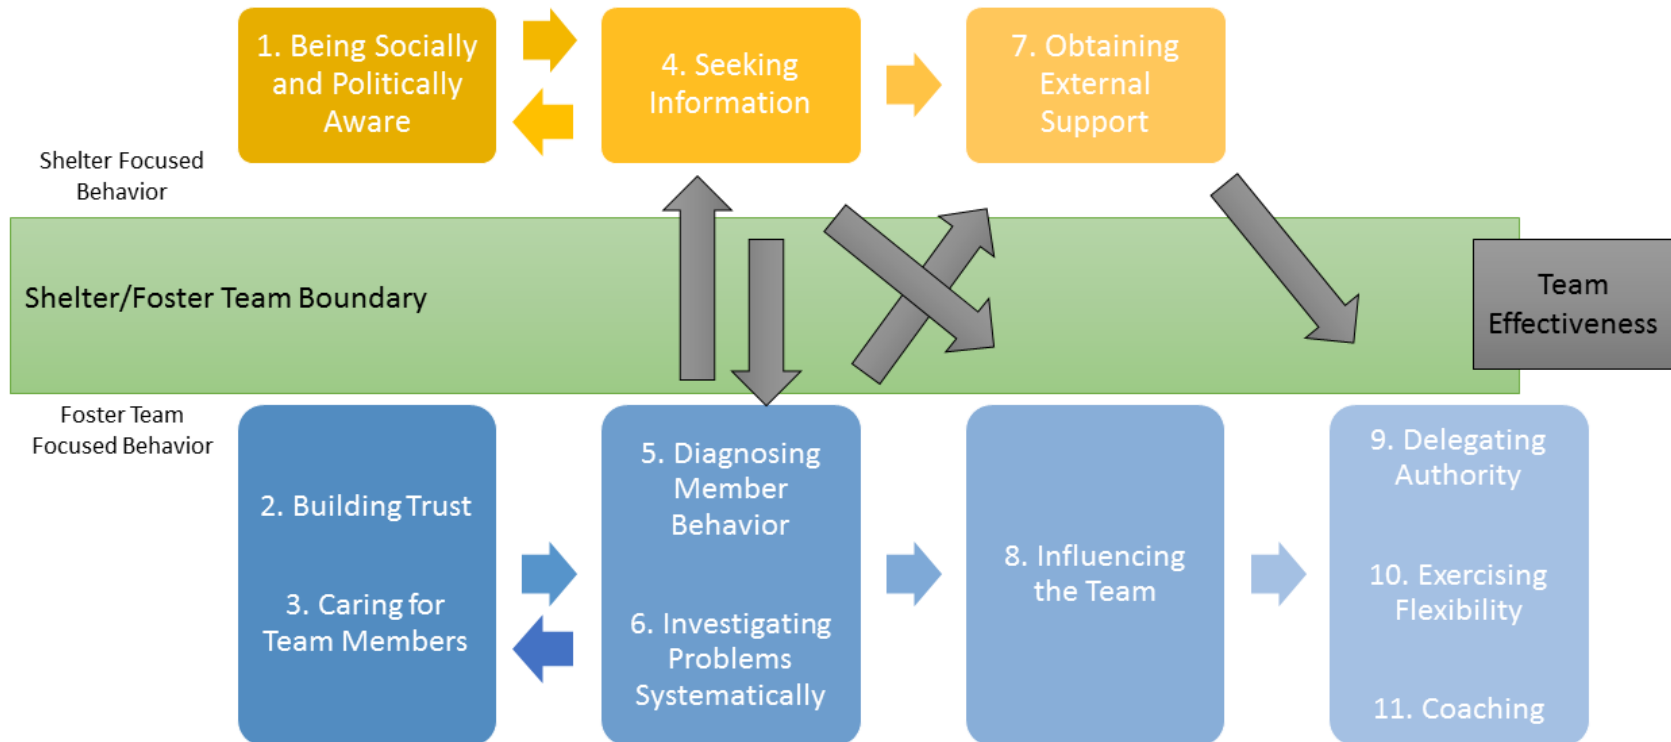 1. Being Socially
and Politically
Aware
4. Seeking
Information
7. Obtaining
External
Support
Shelter Focused
Behavior
Shelter/Foster Team Boundary
Team
Effectiveness
Foster Team
Focused Behavior
2. Building Trust
3. Caring for
Team Members
5. Diagnosing
Member
Behavior
6. Investigating
Problems
Systematically
8. Influencing
the Team
9. Delegating
Authority
10. Exercising
Flexibility
11. Coaching